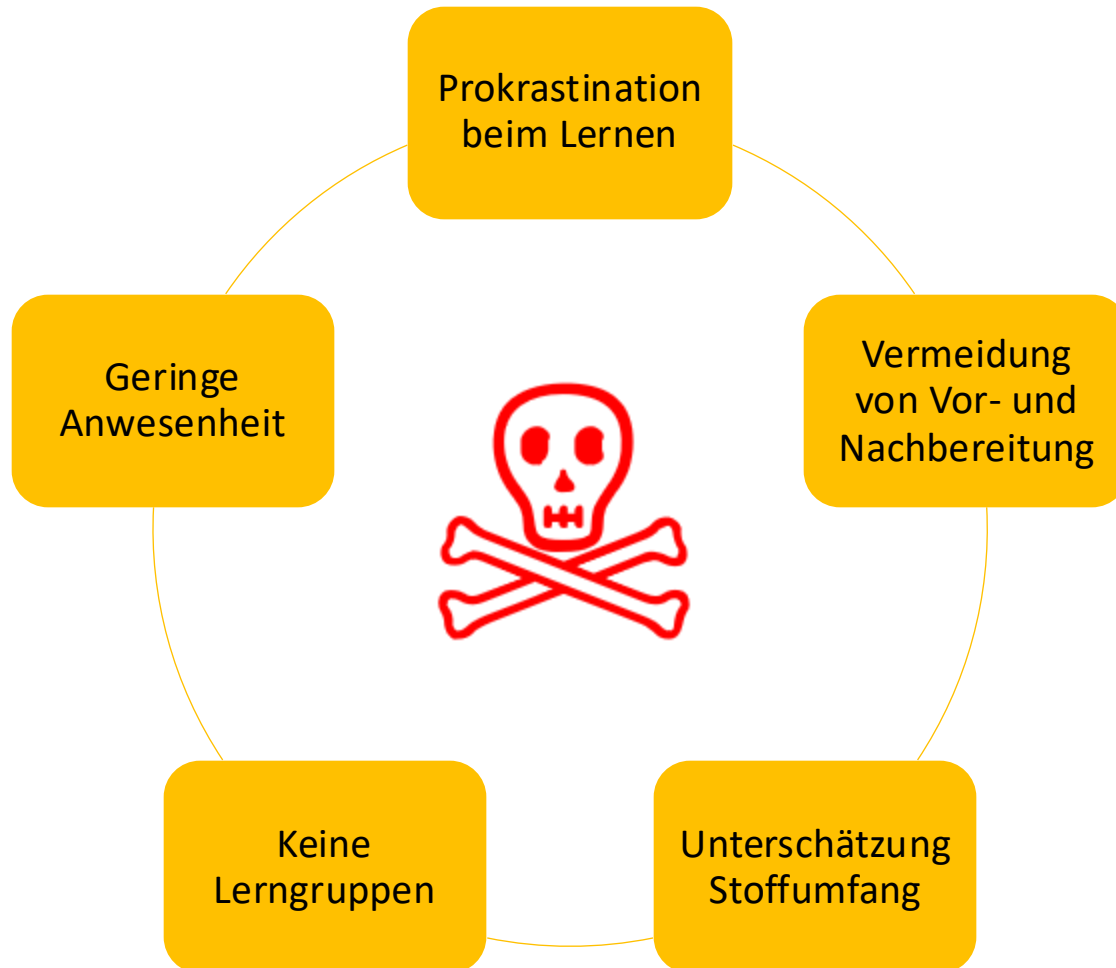 Prokrastination
beim Lernen
Vermeidung
von Vor- und
Nachbereitung
Unterschätzung
Stoffumfang
Keine
Lerngruppen
Geringe
Anwesenheit